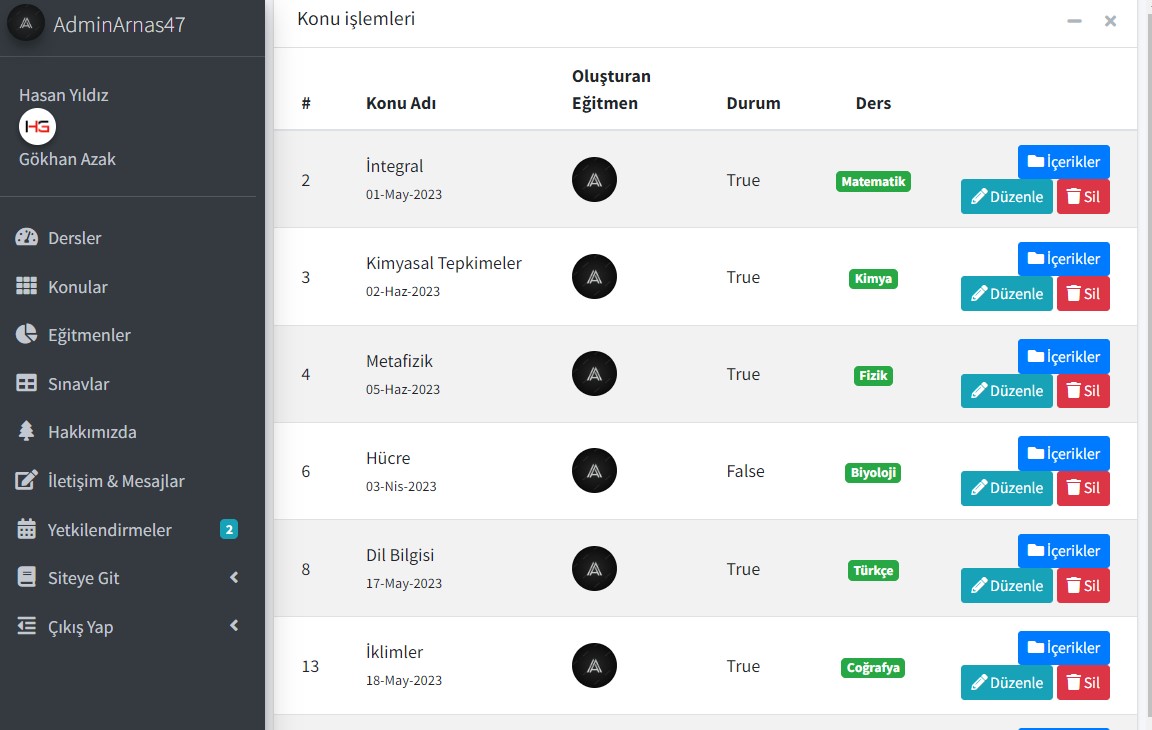 AdminArnas47
Hasan Yıldız
HG
Gökhan Azak
Dersler
Konular
Eğitmenler
Sınavlar
Hakkımızda
İletişim & Mesajlar
Yetkilendirmeler 2
Siteye Git
Çıkış Yap
Konu işlemleri
# Konu Adı Oluşturan Eğitmen Durum Ders
2 İntegral True Matematik İçerikler
01-May-2023 Düzenle Sil
3 Kimyasal Tepkimeler True Kimya İçerikler
02-Haz-2023 Düzenle Sil
4 Metafizik True Fizik İçerikler
05-Haz-2023 Düzenle Sil
6 Hücre False Biyoloji İçerikler
03-Nis-2023 Düzenle Sil
8 Dil Bilgisi True Türkçe İçerikler
17-May-2023 Düzenle Sil
13 İklimler True Coğrafya İçerikler
18-May-2023 Düzenle Sil